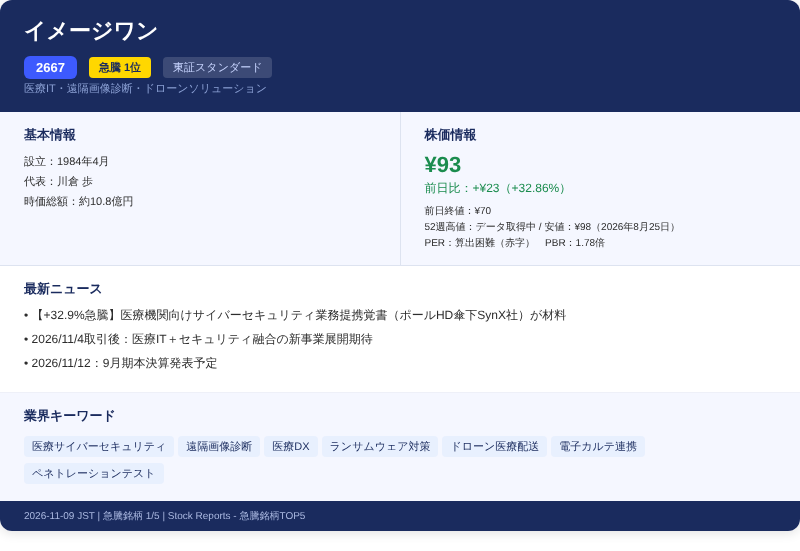 イメージワン
2667 急騰 1位 東証スタンダード
医療IT・遠隔画像診断・ドローンソリューション
基本情報
設立：1984年4月
代表：川倉 歩
時価総額：約10.8億円
株価情報
¥93
前日比：+¥23（+32.86%）
前日終値：¥70
52週高値：データ取得中 / 安値：¥98（2026年8月25日）
PER：算出困難（赤字） PBR：1.78倍
最新ニュース
• 【+32.9%急騰】医療機関向けサイバーセキュリティ業務提携覚書（ポールHD傘下SynX社）が材料
• 2026/11/4取引後：医療IT＋セキュリティ融合の新事業展開期待
• 2026/11/12：9月期本決算発表予定
業界キーワード
医療サイバーセキュリティ 遠隔画像診断 医療DX ランサムウェア対策 ドローン医療配送 電子カルテ連携
ペネトレーションテスト
2026-11-09 JST | 急騰銘柄 1/5 | Stock Reports - 急騰銘柄TOP5